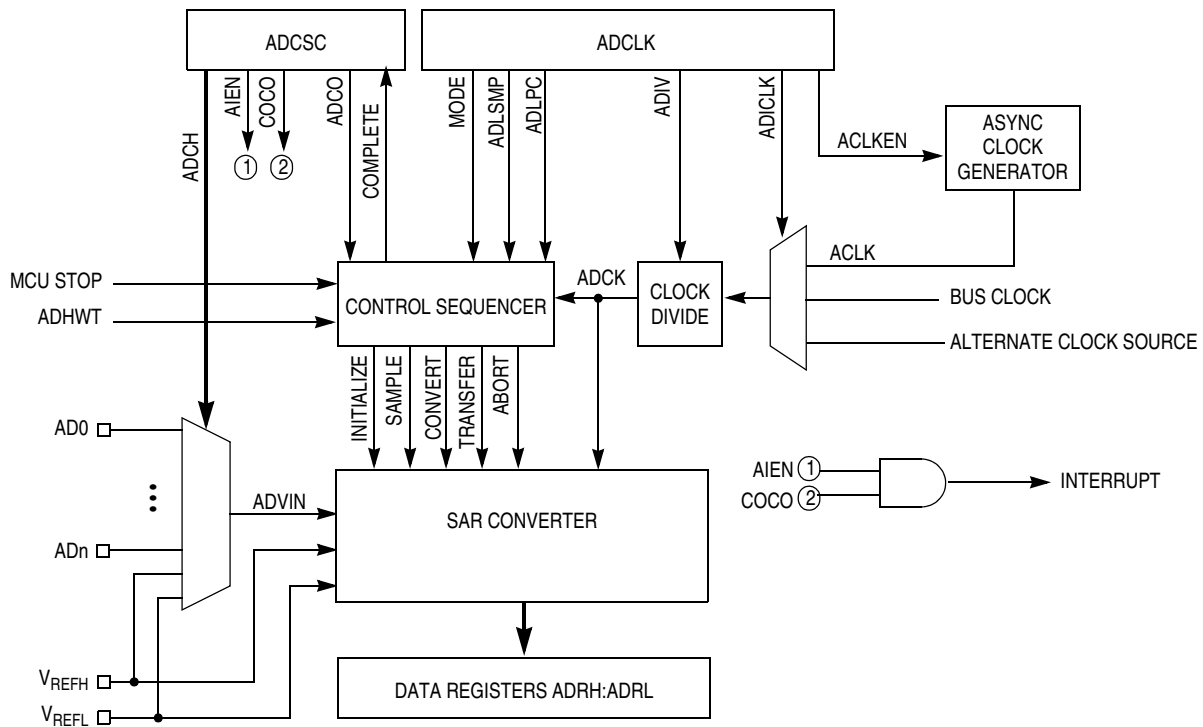 ADCSC
ADCLK
ADCH
AIEN
COCO
ADCO
COMPLETE
MODE
ADLSMP
ADLPC
ADIV
ADICLK
ACLKEN
ASYNC
CLOCK
GENERATOR
1
2
MCU STOP
ADHWT
CONTROL SEQUENCER
ADCK
CLOCK
DIVIDE
ACLK
BUS CLOCK
ALTERNATE CLOCK SOURCE
INITIALIZE
SAMPLE
CONVERT
TRANSFER
ABORT
AD0
•••
ADn
ADVIN
SAR CONVERTER
AIEN 1
COCO 2
INTERRUPT
VREFH
VREFL
DATA REGISTERS ADRH:ADRL